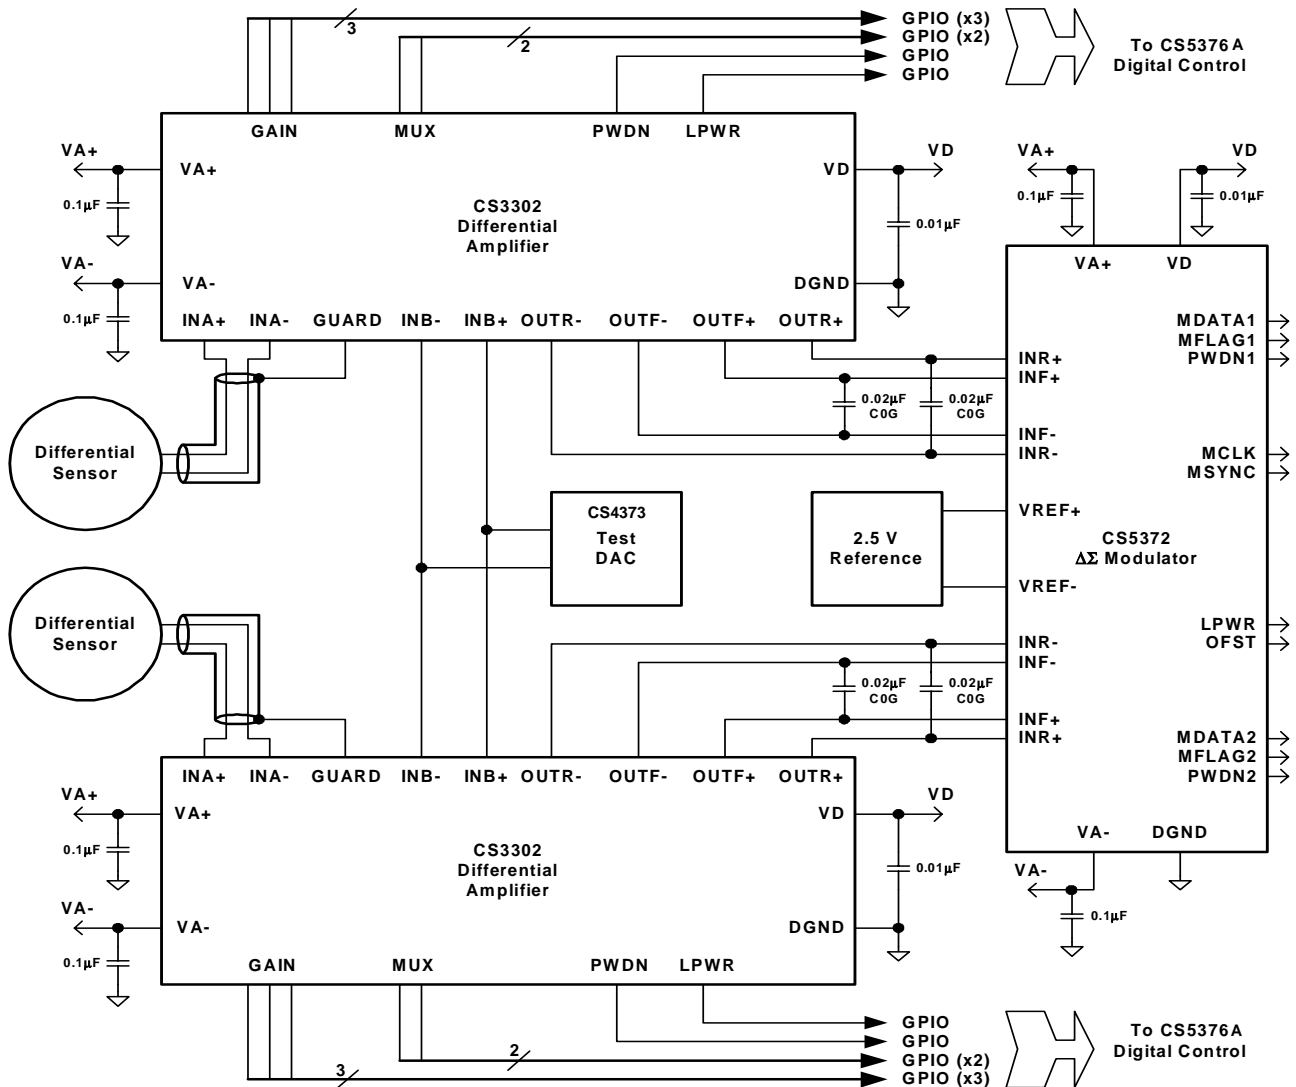 3
GPIO (x3)
2
GPIO (x2)
GPIO
GPIO
To CS5376A
Digital Control
GAIN
MUX
PWDN
LPWR
VA+
VA+
0.1µF
VA-
VA-
0.1µF
CS3302
Differential
Amplifier
VD
VD
0.01µF
DGND
INA+
INA-
GUARD
INB-
INB+
OUTR-
OUTF-
OUTF+
OUTR+
VA+
0.1µF
VD
0.01µF
VA+
VD
MDATA1
MFLAG1
PWDN1
INR+
INF+
0.02µF
C0G
0.02µF
C0G
INF-
INR-
MCLK
MSYNC
Differential
Sensor
CS4373
Test
DAC
2.5 V
Reference
VREF+
VREF-
CS5372
ΔΣ Modulator
LPWR
OFST
Differential
Sensor
INR-
INF-
0.02µF
C0G
0.02µF
C0G
INF+
INR+
MDATA2
MFLAG2
PWDN2
VA-
DGND
VA-
0.1µF
INA+
INA-
GUARD
INB-
INB+
OUTR-
OUTF-
OUTF+
OUTR+
VA+
VA+
0.1µF
VA-
VA-
0.1µF
CS3302
Differential
Amplifier
VD
VD
0.01µF
DGND
GAIN
MUX
PWDN
LPWR
GPIO
GPIO
2
GPIO (x2)
3
GPIO (x3)
To CS5376A
Digital Control